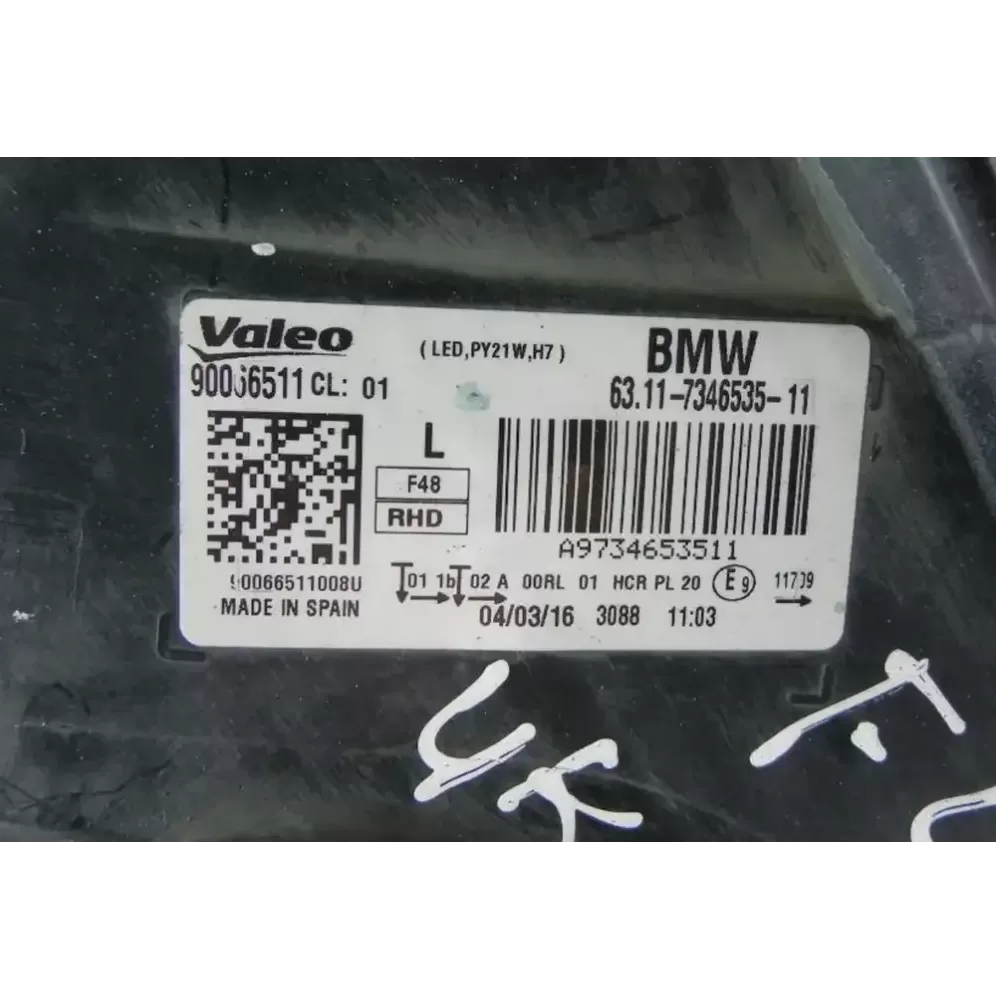 Valeo
(LED,PY21W,H7)
BMW
90066511 CL: 01
63.11-7346535-11
L
F48
RHD
A9734653511
90066511008U
01 1b 02 A 00RL 01 HCR PL 20 E9 11709
MADE IN SPAIN
04/03/16 3088 11:03
UK